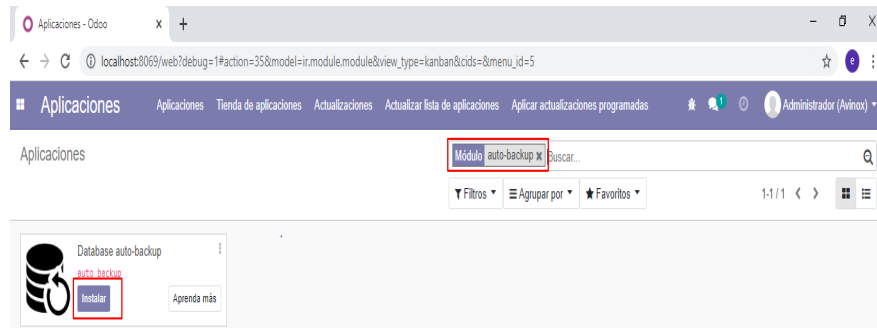 Aplicaciones - Odoo
localhost:8069/web?debug=1#action=35&model=ir.module.module&view_type=kanban&cids=&menu_id=5
e
Aplicaciones Aplicaciones Tienda de aplicaciones Actualizaciones Actualizar lista de aplicaciones Aplicar actualizaciones programadas 1 Administrador (Avinox)
Aplicaciones
Módulo auto-backup x Buscar...
Filtros Agrupar por Favoritos 1-1 / 1
Database auto-backup
auto_backup
Instalar Aprenda más